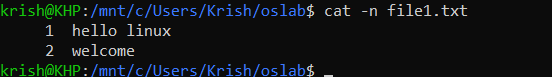 krish@KHP:/mnt/c/Users/Krish/oslab$ cat -n file1.txt
     1  hello linux
     2  welcome
krish@KHP:/mnt/c/Users/Krish/oslab$ _